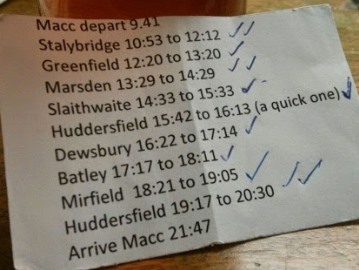 Macc depart 9.41
Stalybridge 10:53 to 12:12
Greenfield 12:20 to 13:20
Marsden 13:29 to 14:29
Slaithwaite 14:33 to 15:33
Huddersfield 15:42 to 16:13 (a quick one)
Dewsbury 16:22 to 17:14
Batley 17:17 to 18:11
Mirfield 18:21 to 19:05
Huddersfield 19:17 to 20:30
Arrive Macc 21:47